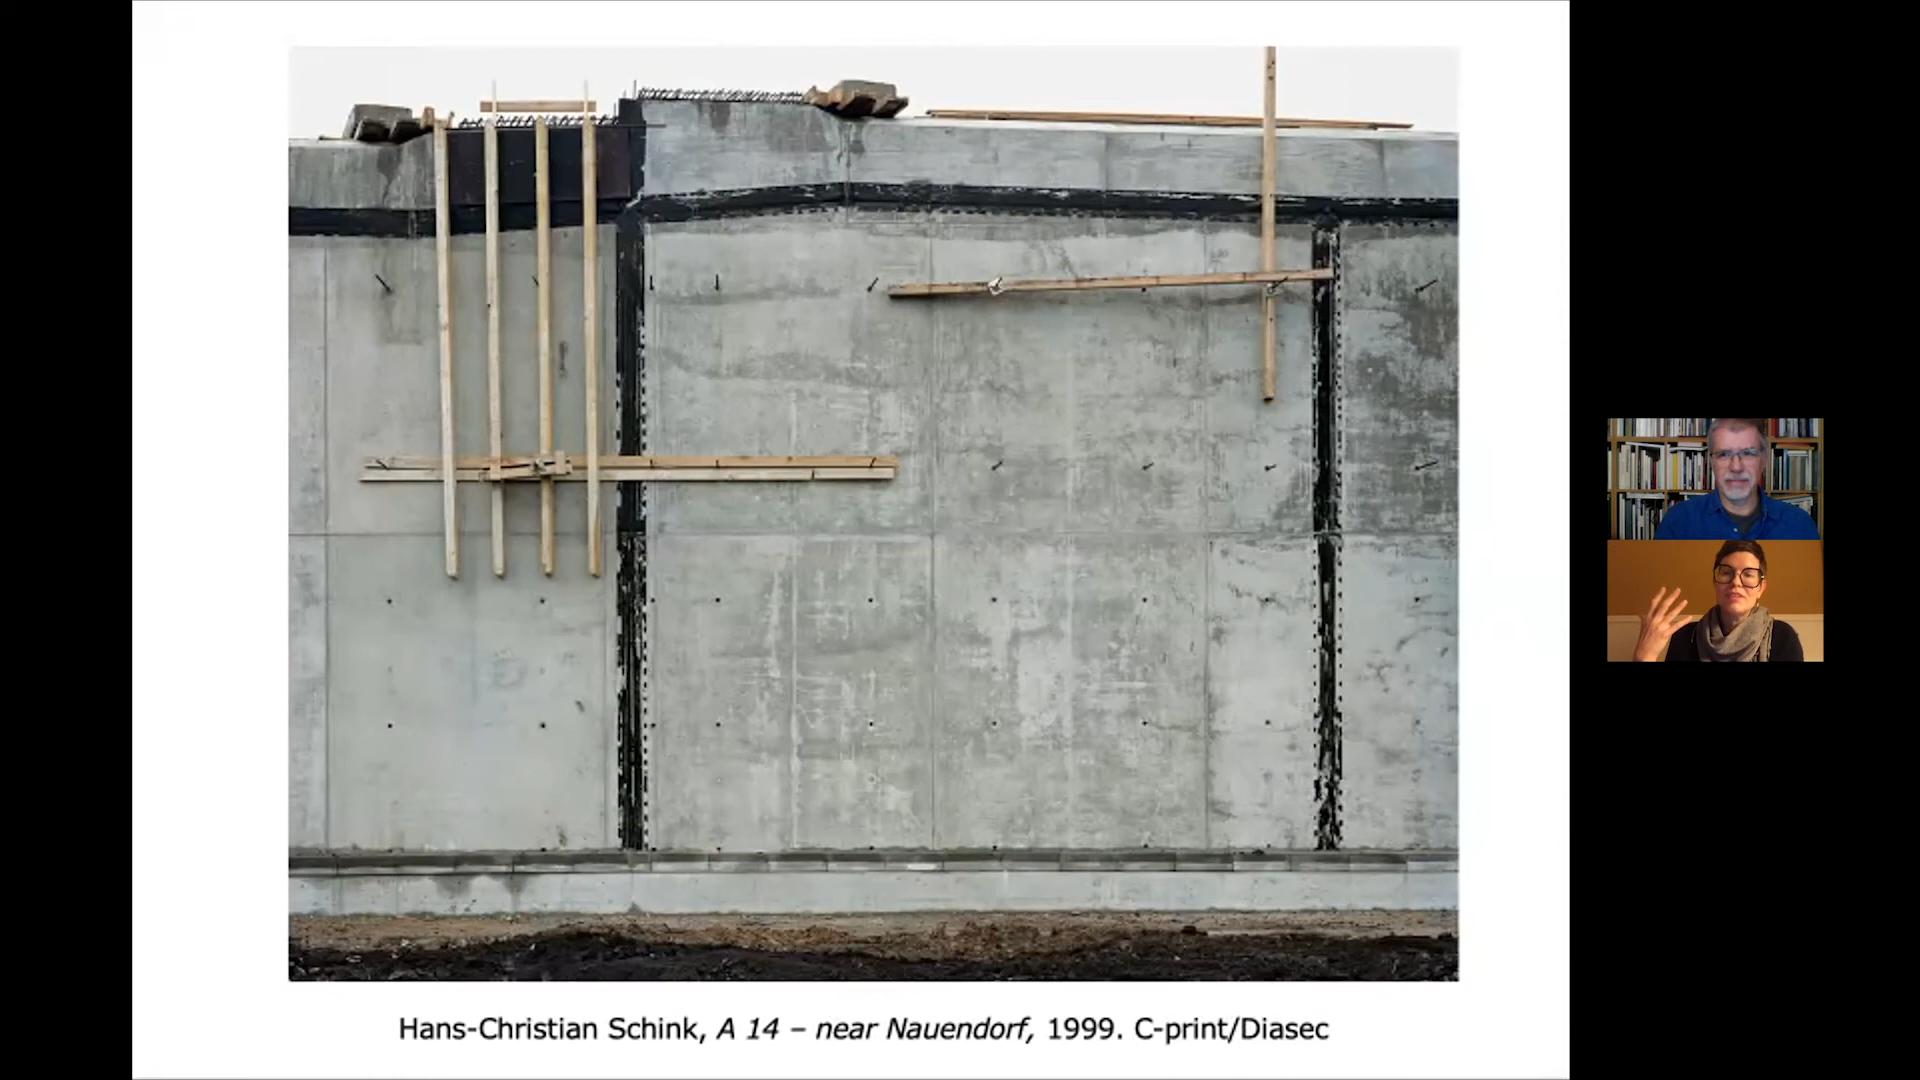 Hans-Christian Schink, A 14 – near Nauendorf, 1999. C-print/Diasec